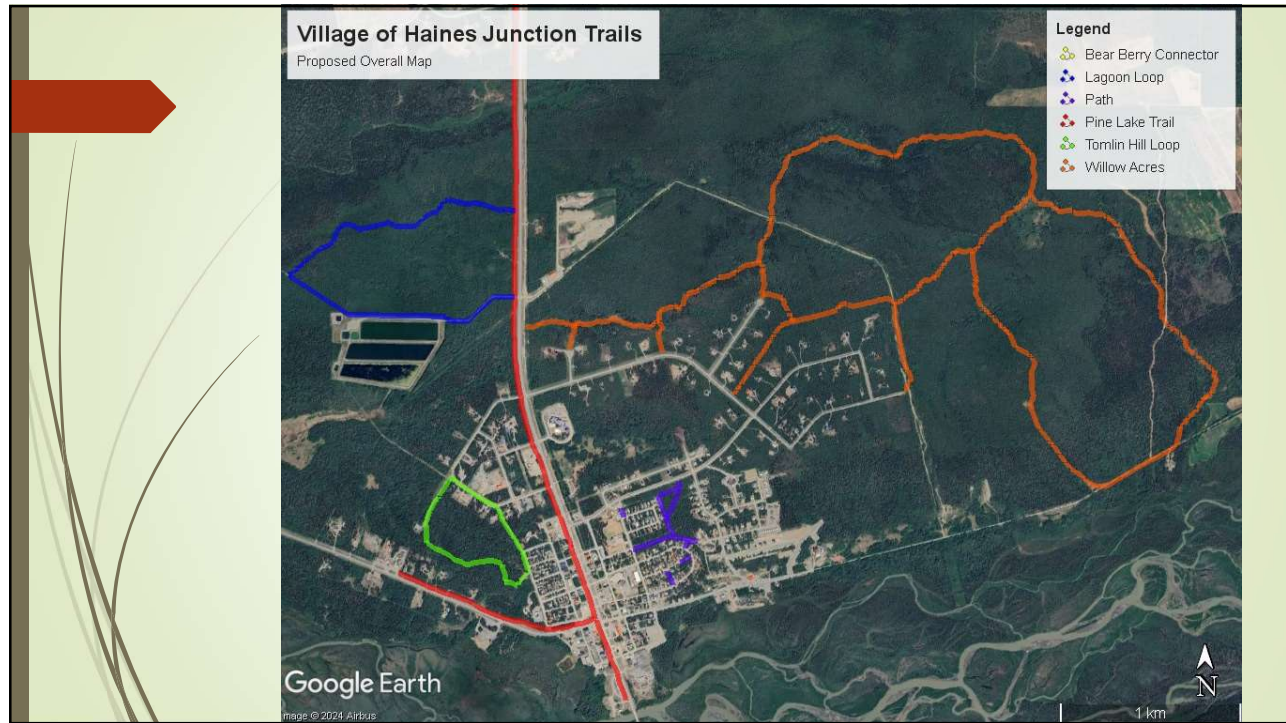 Village of Haines Junction Trails
Proposed Overall Map
Legend
Bear Berry Connector
Lagoon Loop
Path
Pine Lake Trail
Tomlin Hill Loop
Willow Acres
Google Earth
mage © 2024 Airbus
N
1 km